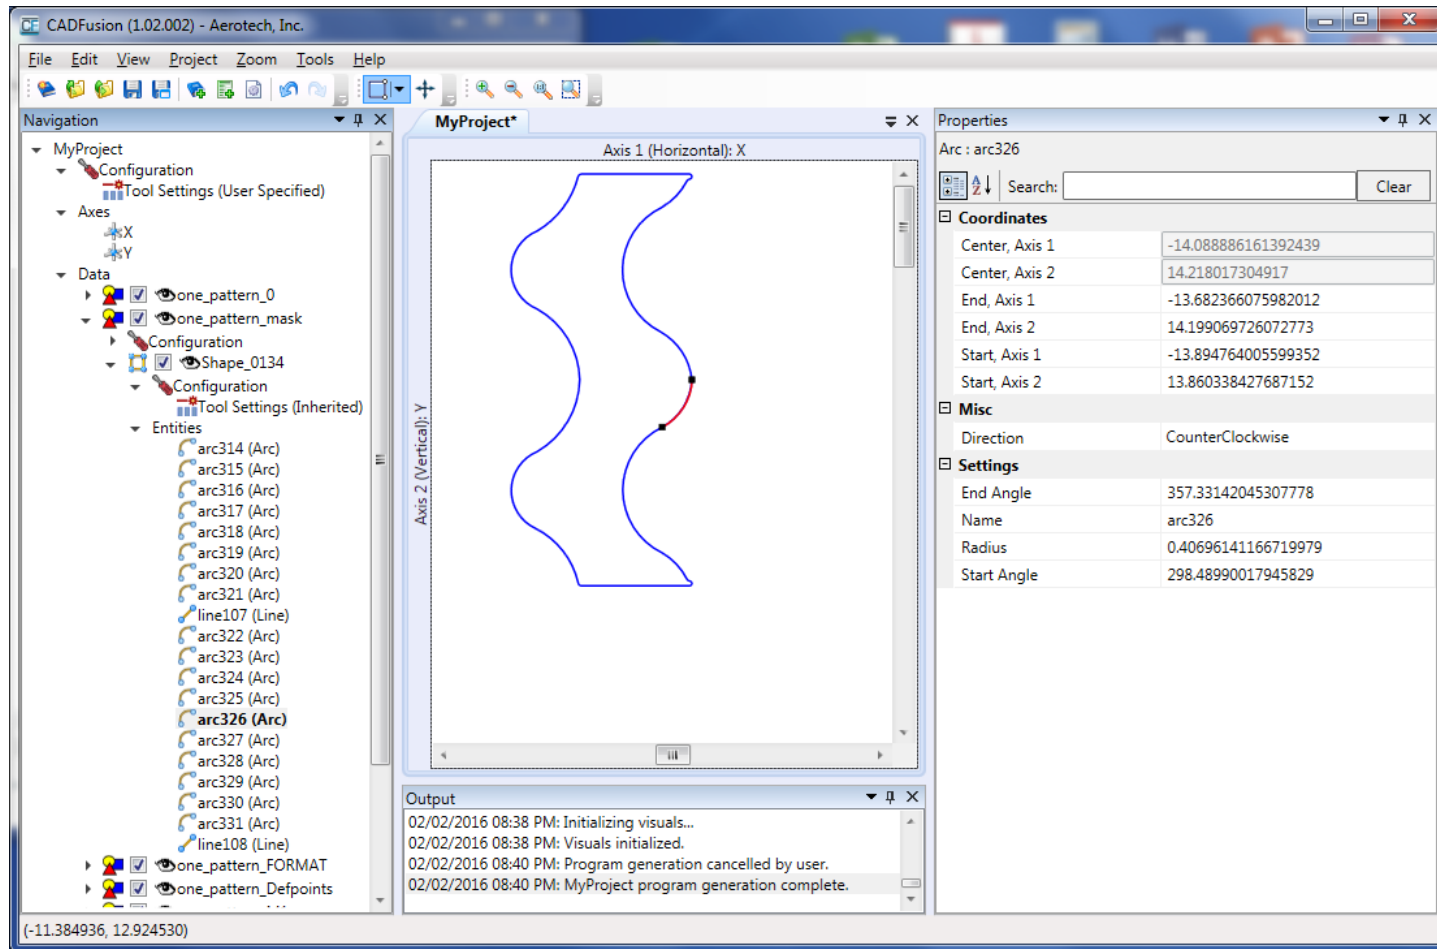 CADFusion (1.02.002) - Aerotech, Inc.
File Edit View Project Zoom Tools Help
Navigation
MyProject
Configuration
Tool Settings (User Specified)
Axes
X
Y
Data
one_pattern_0
one_pattern_mask
Configuration
Shape_0134
Configuration
Tool Settings (Inherited)
Entities
arc314 (Arc)
arc315 (Arc)
arc316 (Arc)
arc317 (Arc)
arc318 (Arc)
arc319 (Arc)
arc320 (Arc)
arc321 (Arc)
line107 (Line)
arc322 (Arc)
arc323 (Arc)
arc324 (Arc)
arc325 (Arc)
arc326 (Arc)
arc327 (Arc)
arc328 (Arc)
arc329 (Arc)
arc330 (Arc)
arc331 (Arc)
line108 (Line)
one_pattern_FORMAT
one_pattern_Defpoints
MyProject*
Axis 1 (Horizontal): X
Axis 2 (Vertical): Y
Output
02/02/2016 08:38 PM: Initializing visuals...
02/02/2016 08:38 PM: Visuals initialized.
02/02/2016 08:40 PM: Program generation cancelled by user.
02/02/2016 08:40 PM: MyProject program generation complete.
Properties
Arc : arc326
Search: Clear
Coordinates
Center, Axis 1 -14.088886161392439
Center, Axis 2 14.218017304917
End, Axis 1 -13.682366075982012
End, Axis 2 14.199069726072773
Start, Axis 1 -13.894764005599352
Start, Axis 2 13.860338427687152
Misc
Direction CounterClockwise
Settings
End Angle 357.33142045307778
Name arc326
Radius 0.40696141166719979
Start Angle 298.48990017945829
(-11.384936, 12.924530)